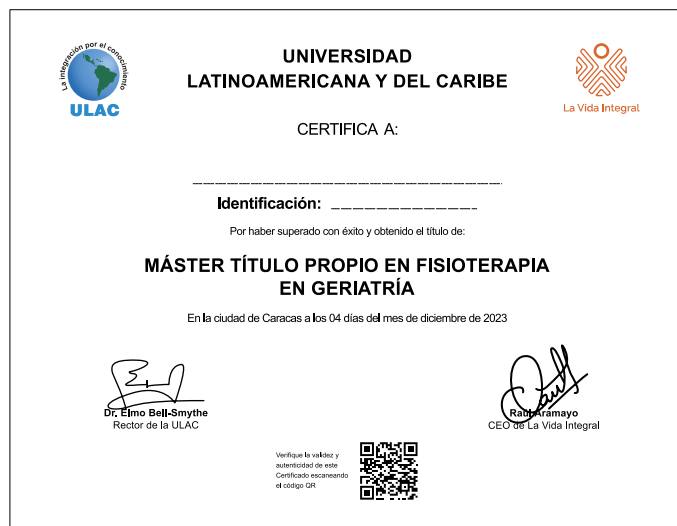 La integración por el conocimiento
ULAC
UNIVERSIDAD
LATINOAMERICANA Y DEL CARIBE
La Vida Integral
CERTIFICA A:
Identificación:
Por haber superado con éxito y obtenido el título de:
MÁSTER TÍTULO PROPIO EN FISIOTERAPIA
EN GERIATRÍA
En la ciudad de Caracas a los 04 días del mes de diciembre de 2023
Dr. Elmo Bell-Smythe
Rector de la ULAC
Raúl Aramayo
CEO de La Vida Integral
Verifique la validez y
autenticidad de este
Certificado escaneando
el código QR